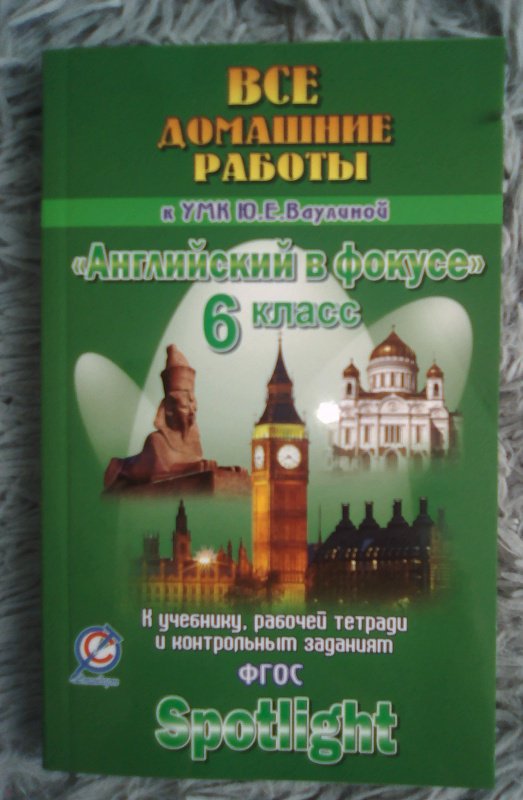 ВСЕ
ДОМАШНИЕ
РАБОТЫ
к УМК Ю.Е.Ваулиной
«Английский в фокусе»
6 класс
К учебнику, рабочей тетради
и контрольным заданиям
ФГОС
Spotlight